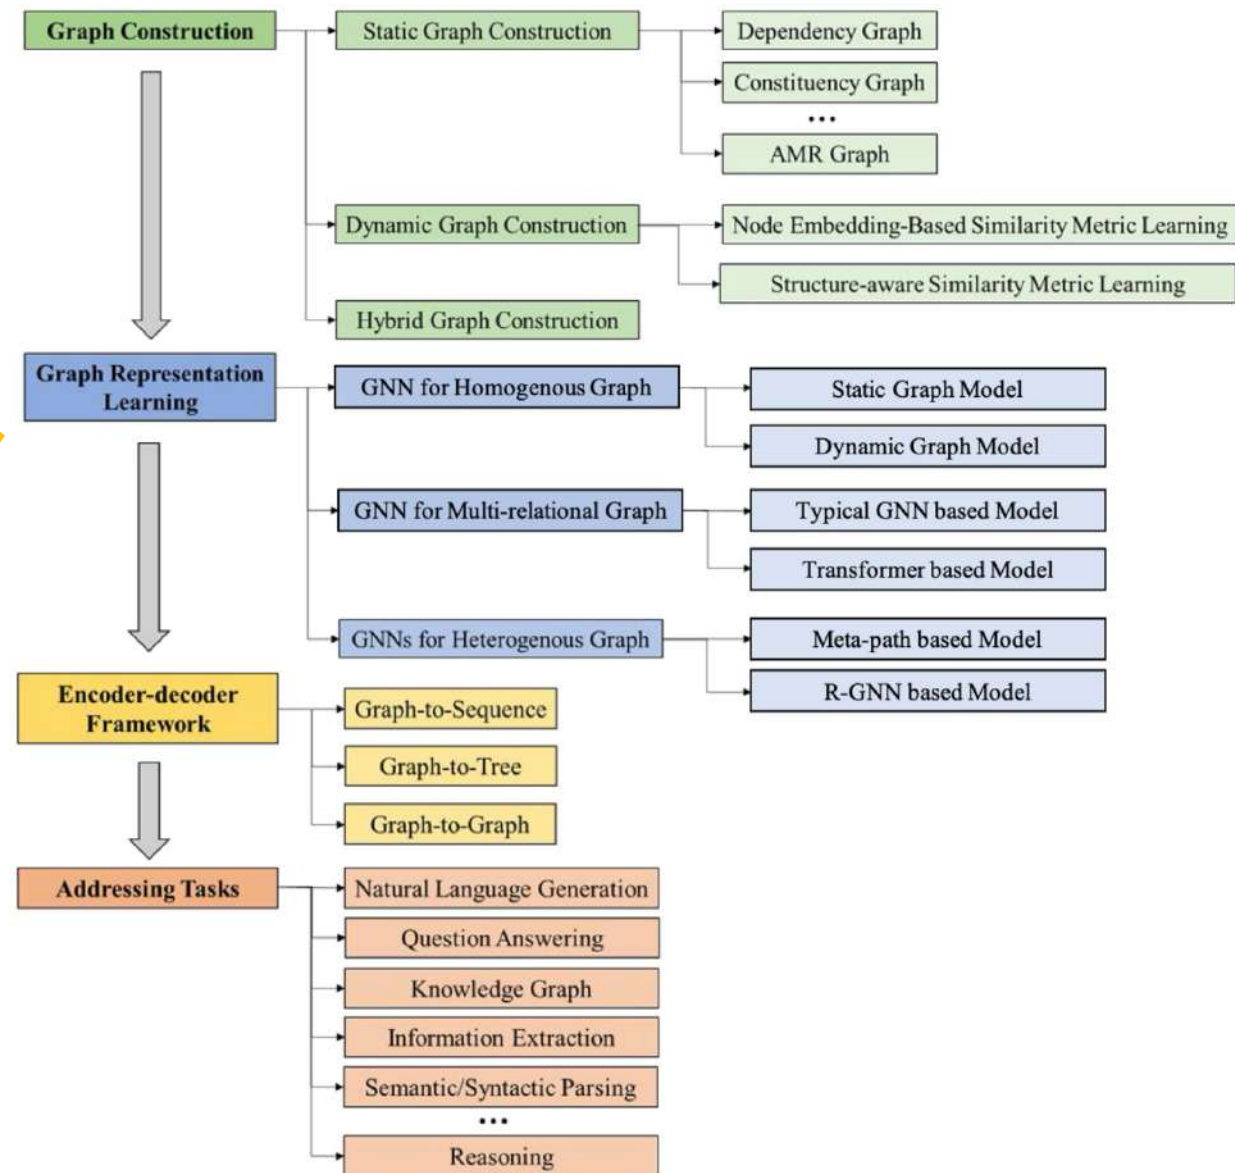 Graph Construction
Static Graph Construction
Dependency Graph
Constituency Graph
...
AMR Graph
Dynamic Graph Construction
Node Embedding-Based Similarity Metric Learning
Structure-aware Similarity Metric Learning
Hybrid Graph Construction
Graph Representation
Learning
GNN for Homogenous Graph
Static Graph Model
Dynamic Graph Model
GNN for Multi-relational Graph
Typical GNN based Model
Transformer based Model
GNNs for Heterogenous Graph
Meta-path based Model
R-GNN based Model
Encoder-decoder
Framework
Graph-to-Sequence
Graph-to-Tree
Graph-to-Graph
Addressing Tasks
Natural Language Generation
Question Answering
Knowledge Graph
Information Extraction
Semantic/Syntactic Parsing
...
Reasoning